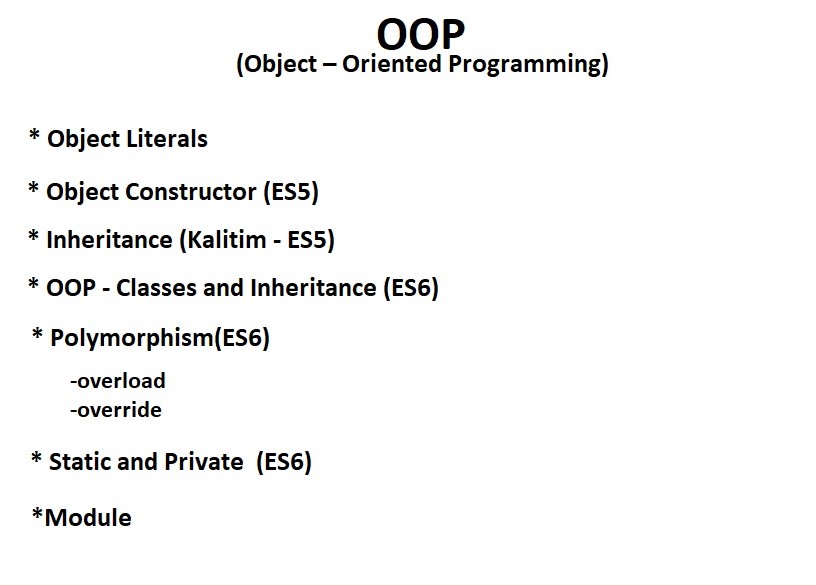 OOP
(Object – Oriented Programming)
* Object Literals
* Object Constructor (ES5)
* Inheritance (Kalitim - ES5)
* OOP - Classes and Inheritance (ES6)
* Polymorphism(ES6)
-overload
-override
* Static and Private  (ES6)
*Module